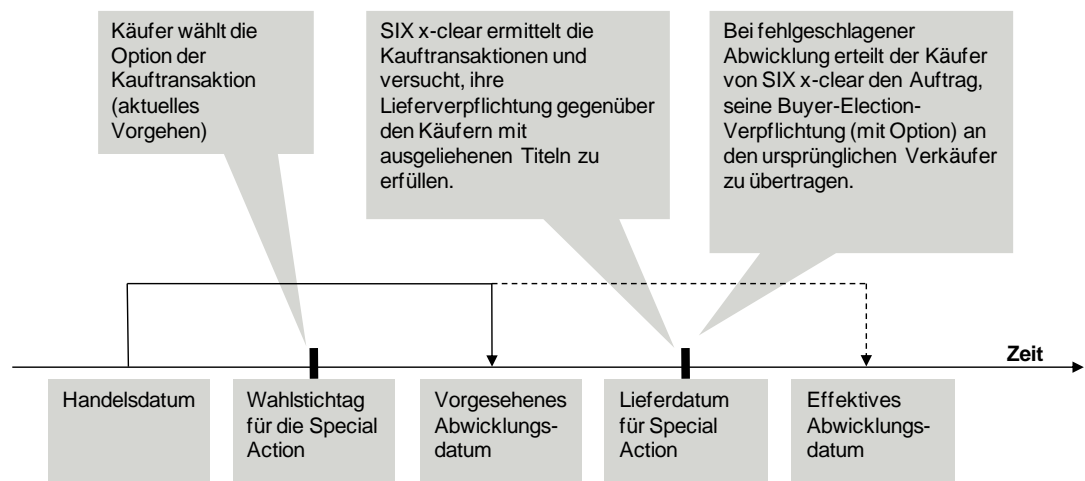 Käufer wählt die
Option der
Kauftransaktion
(aktuelles
Vorgehen)
SIX x-clear ermittelt die
Kauftransaktionen und
versucht, ihre
Lieferverpflichtung gegenüber
den Käufern mit
ausgeliehenen Titeln zu
erfüllen.
Bei fehlgeschlagener
Abwicklung erteilt der Käufer
von SIX x-clear den Auftrag,
seine Buyer-Election-
Verpflichtung (mit Option) an
den ursprünglichen Verkäufer
zu übertragen.
Zeit
Handelsdatum
Wahlstichtag
für die Special
Action
Vorgesehenes
Abwicklungs-
datum
Lieferdatum
für Special
Action
Effektives
Abwicklungs-
datum